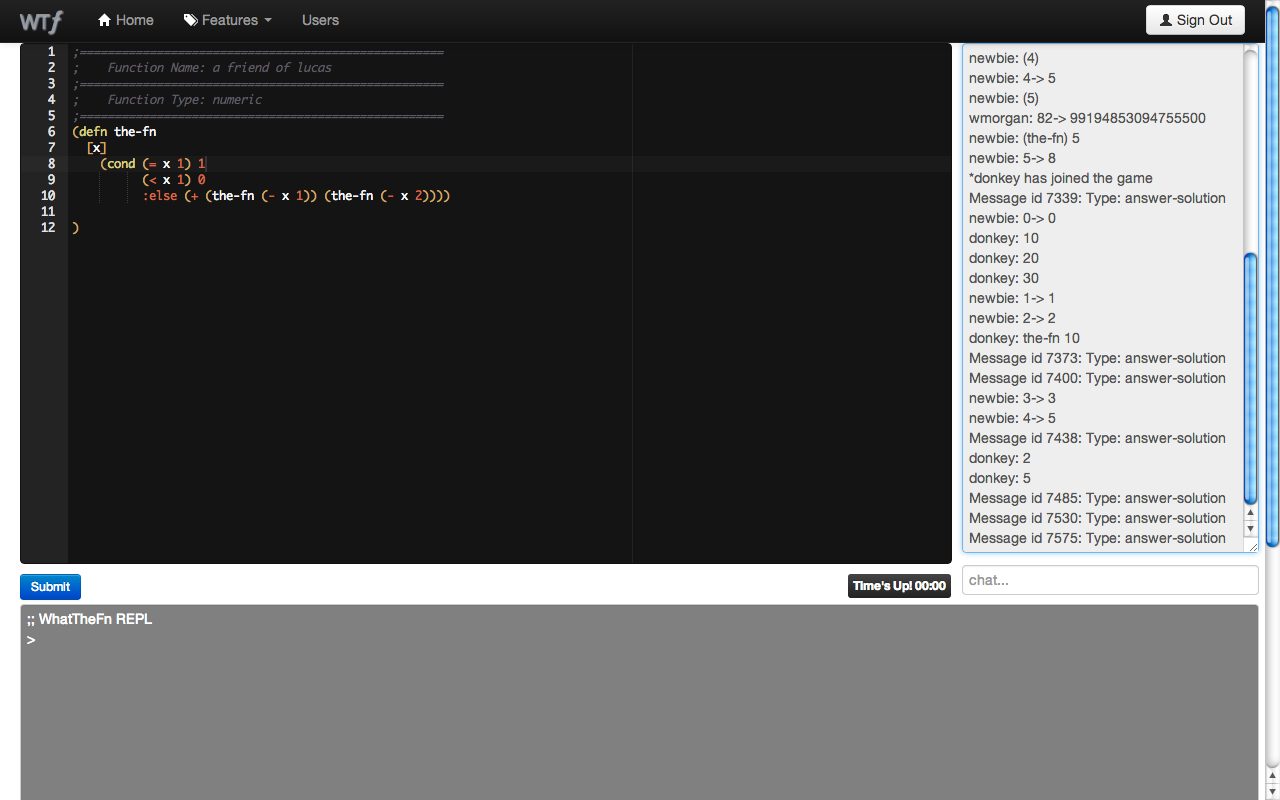 WTƒ Home Features Users Sign Out
1 ;====================================================
2 ;    Function Name: a friend of lucas
3 ;====================================================
4 ;    Function Type: numeric
5 ;====================================================
6 (defn the-fn
7   [x]
8     (cond (= x 1) 1
9           (< x 1) 0
10           :else (+ (the-fn (- x 1)) (the-fn (- x 2))))
11
12 )
newbie: (4)
newbie: 4-> 5
newbie: (5)
wmorgan: 82-> 99194853094755500
newbie: (the-fn) 5
newbie: 5-> 8
*donkey has joined the game
Message id 7339: Type: answer-solution
newbie: 0-> 0
donkey: 10
donkey: 20
donkey: 30
newbie: 1-> 1
newbie: 2-> 2
donkey: the-fn 10
Message id 7373: Type: answer-solution
Message id 7400: Type: answer-solution
newbie: 3-> 3
newbie: 4-> 5
Message id 7438: Type: answer-solution
donkey: 2
donkey: 5
Message id 7485: Type: answer-solution
Message id 7530: Type: answer-solution
Message id 7575: Type: answer-solution
Submit
Time's Up! 00:00
chat...
;; WhatTheFn REPL
>